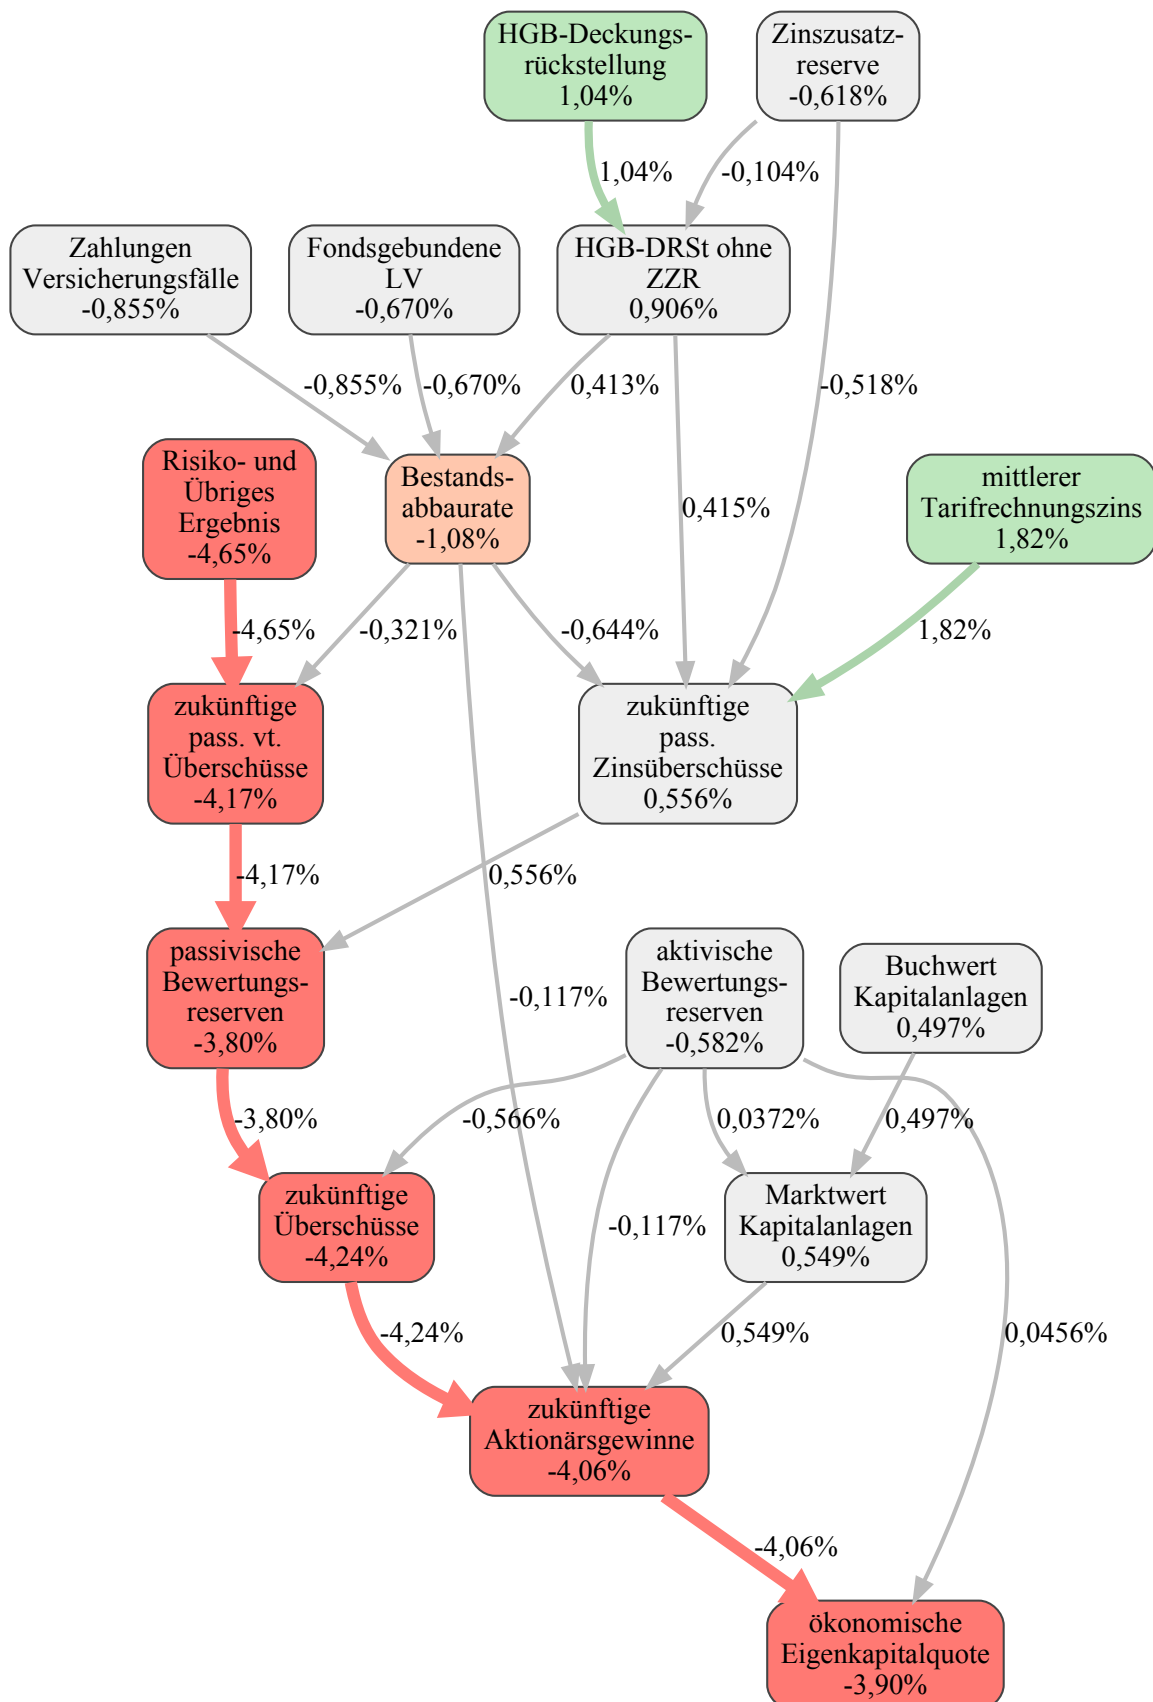 HGB-Deckungs-
rückstellung
1,04%
Zinszusatz-
reserve
-0,618%
1,04%
-0,104%
Zahlungen
Versicherungsfälle
-0,855%
Fondsgebundene
LV
-0,670%
HGB-DRSt ohne
ZZR
0,906%
-0,855%
-0,670%
0,413%
-0,518%
Risiko- und
Übriges
Ergebnis
-4,65%
Bestands-
abbaurate
-1,08%
0,415%
mittlerer
Tarifrechnungszins
1,82%
-4,65%
-0,321%
-0,644%
1,82%
zukünftige
pass. vt.
Überschüsse
-4,17%
zukünftige
pass.
Zinsüberschüsse
0,556%
-4,17%
0,556%
passivische
Bewertungs-
reserven
-3,80%
-0,117%
aktivische
Bewertungs-
reserven
-0,582%
Buchwert
Kapitalanlagen
0,497%
-3,80%
-0,566%
0,0372%
0,497%
zukünftige
Überschüsse
-4,24%
-0,117%
Marktwert
Kapitalanlagen
0,549%
-4,24%
0,549%
0,0456%
zukünftige
Aktionärsgewinne
-4,06%
-4,06%
ökonomische
Eigenkapitalquote
-3,90%